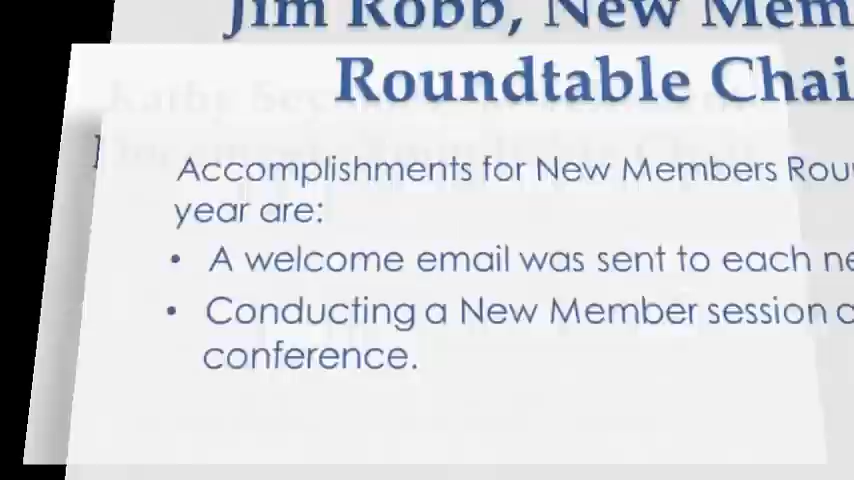 Jim Robb, New Mem
Roundtable Chai
Accomplishments for New Members Rou
year are:
• A welcome email was sent to each ne
• Conducting a New Member session a
conference.